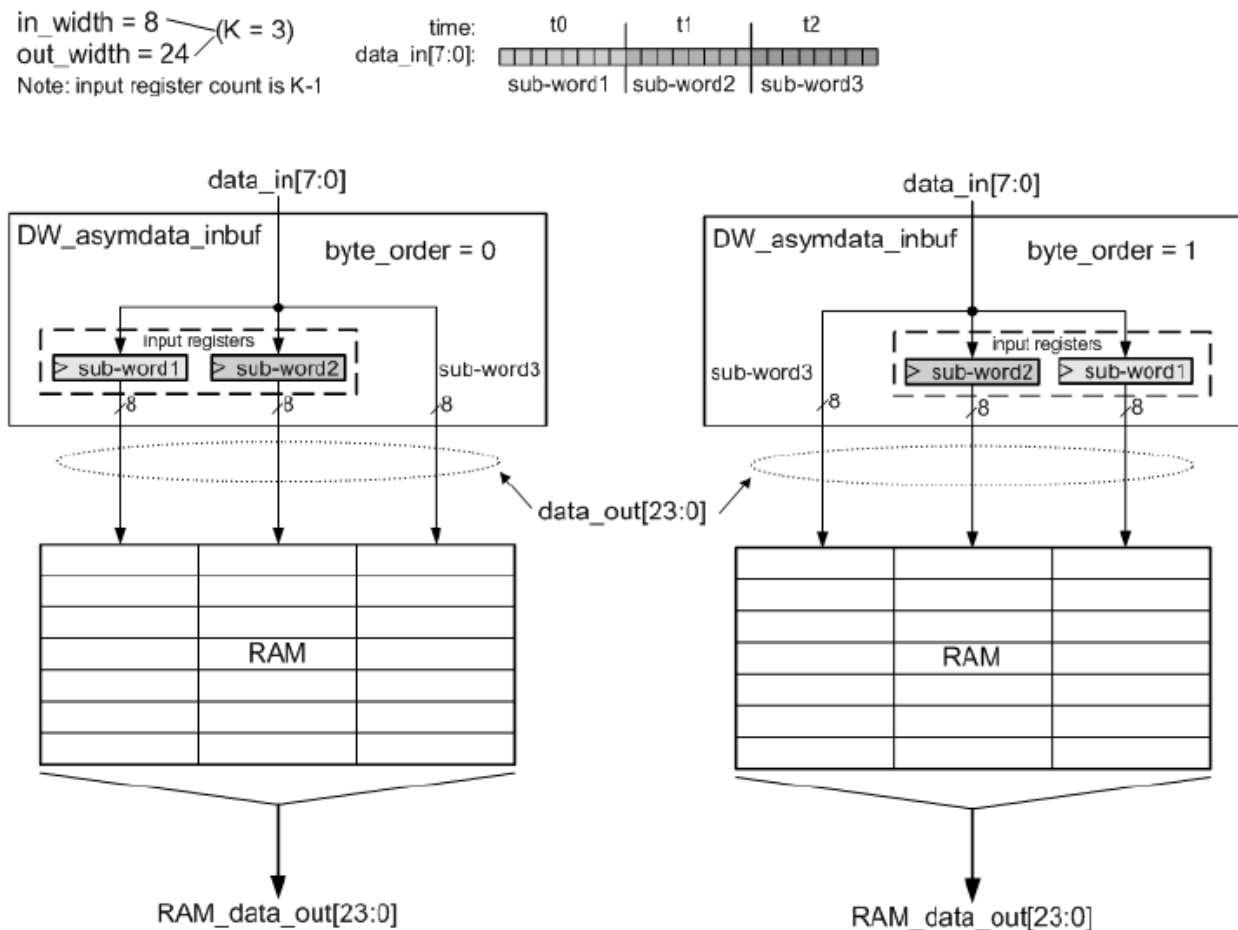 in_width = 8
(K = 3)
out_width = 24
Note: input register count is K-1
time: t0 t1 t2
data_in[7:0]:
sub-word1 sub-word2 sub-word3
data_in[7:0]
DW_asymdata_inbuf
byte_order = 0
input registers
> sub-word1 > sub-word2 sub-word3
8 8 8
data_in[7:0]
DW_asymdata_inbuf
byte_order = 1
input registers
sub-word3 > sub-word2 > sub-word1
8 8 8
data_out[23:0]
RAM
RAM
RAM_data_out[23:0]
RAM_data_out[23:0]